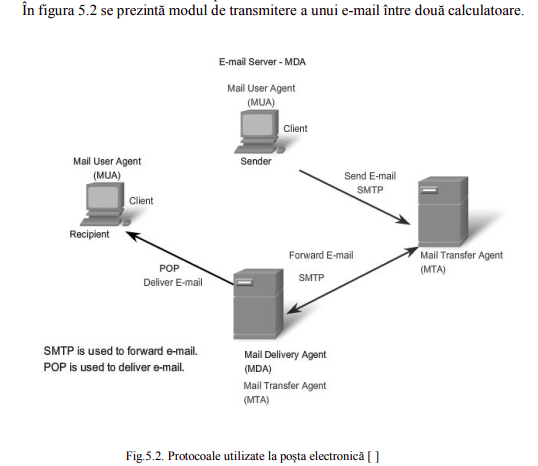 În figura 5.2 se prezintă modul de transmitere a unui e-mail între două calculatoare.
E-mail Server - MDA
Mail User Agent
(MUA)
Client
Sender
Mail User Agent
(MUA)
Client
Recipient
Send E-mail
SMTP
Mail Transfer Agent
(MTA)
Forward E-mail
SMTP
POP
Deliver E-mail
SMTP is used to forward e-mail.
POP is used to deliver e-mail.
Mail Delivery Agent
(MDA)
Mail Transfer Agent
(MTA)
Fig.5.2. Protocoale utilizate la poşta electronică [ ]